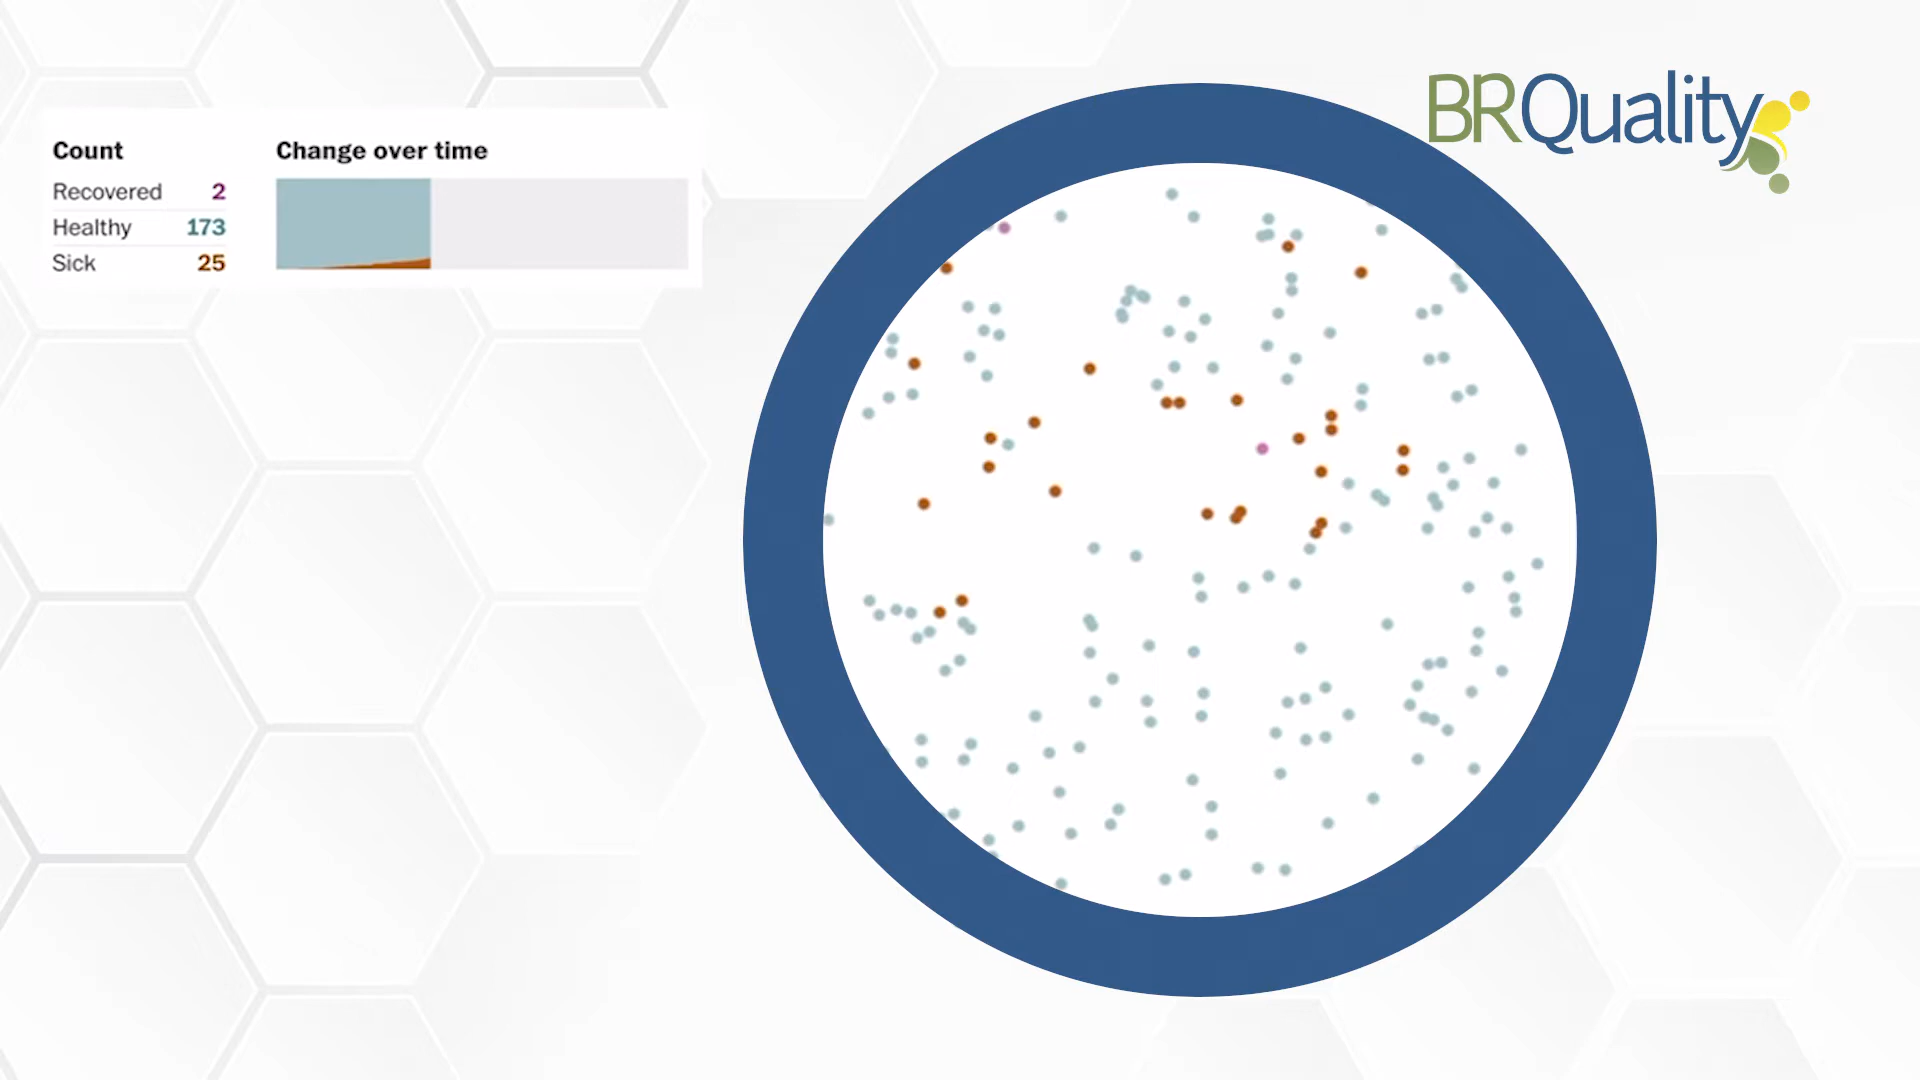 BRQuality
Count
Change over time
Recovered 2
Healthy 173
Sick 25